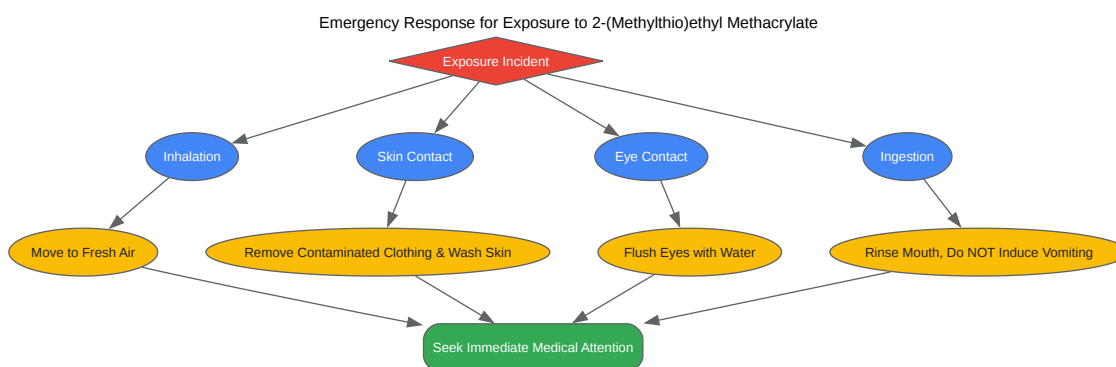 Emergency Response for Exposure to 2-(Methylthio)ethyl Methacrylate
Exposure Incident
Inhalation
Skin Contact
Eye Contact
Ingestion
Move to Fresh Air
Remove Contaminated Clothing & Wash Skin
Flush Eyes with Water
Rinse Mouth, Do NOT Induce Vomiting
Seek Immediate Medical Attention